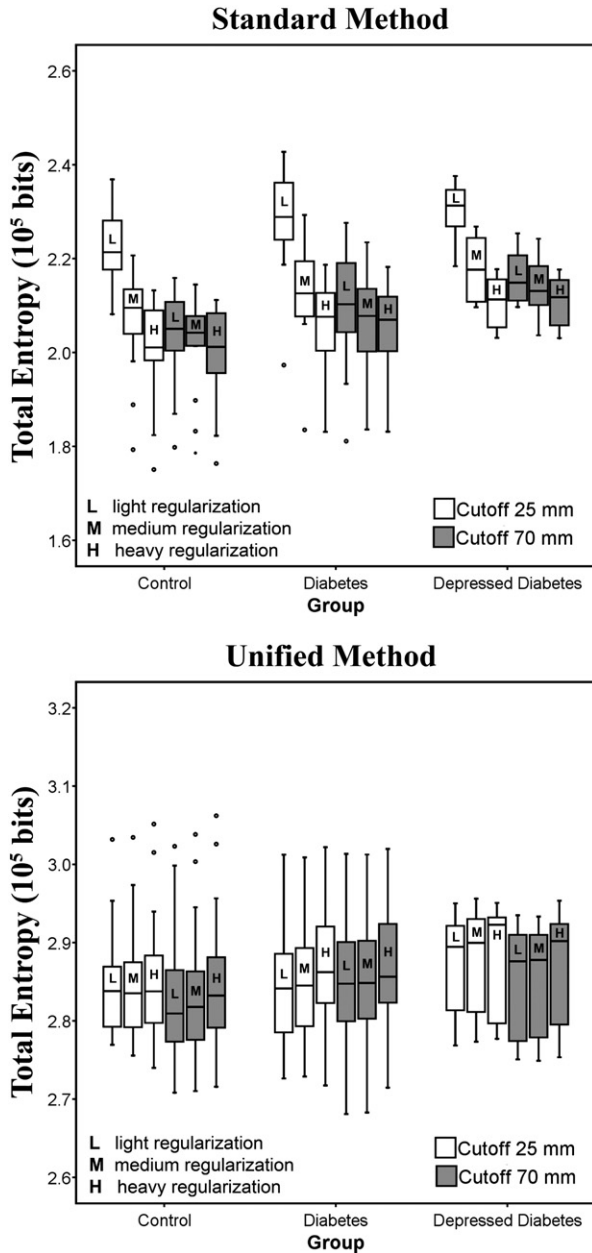 Standard Method
Total Entropy (10⁵ bits)
2.6
2.4
2.2
2.0
1.8
1.6
L M H L M H
L M H L M H
L M H L M H
L light regularization
M medium regularization
H heavy regularization
Cutoff 25 mm
Cutoff 70 mm
Control Diabetes Depressed Diabetes
Group
Unified Method
Total Entropy (10⁵ bits)
3.2
3.1
3.0
2.9
2.8
2.7
2.6
L M H L M H
L M H L M H
L M H L M H
L light regularization
M medium regularization
H heavy regularization
Cutoff 25 mm
Cutoff 70 mm
Control Diabetes Depressed Diabetes
Group